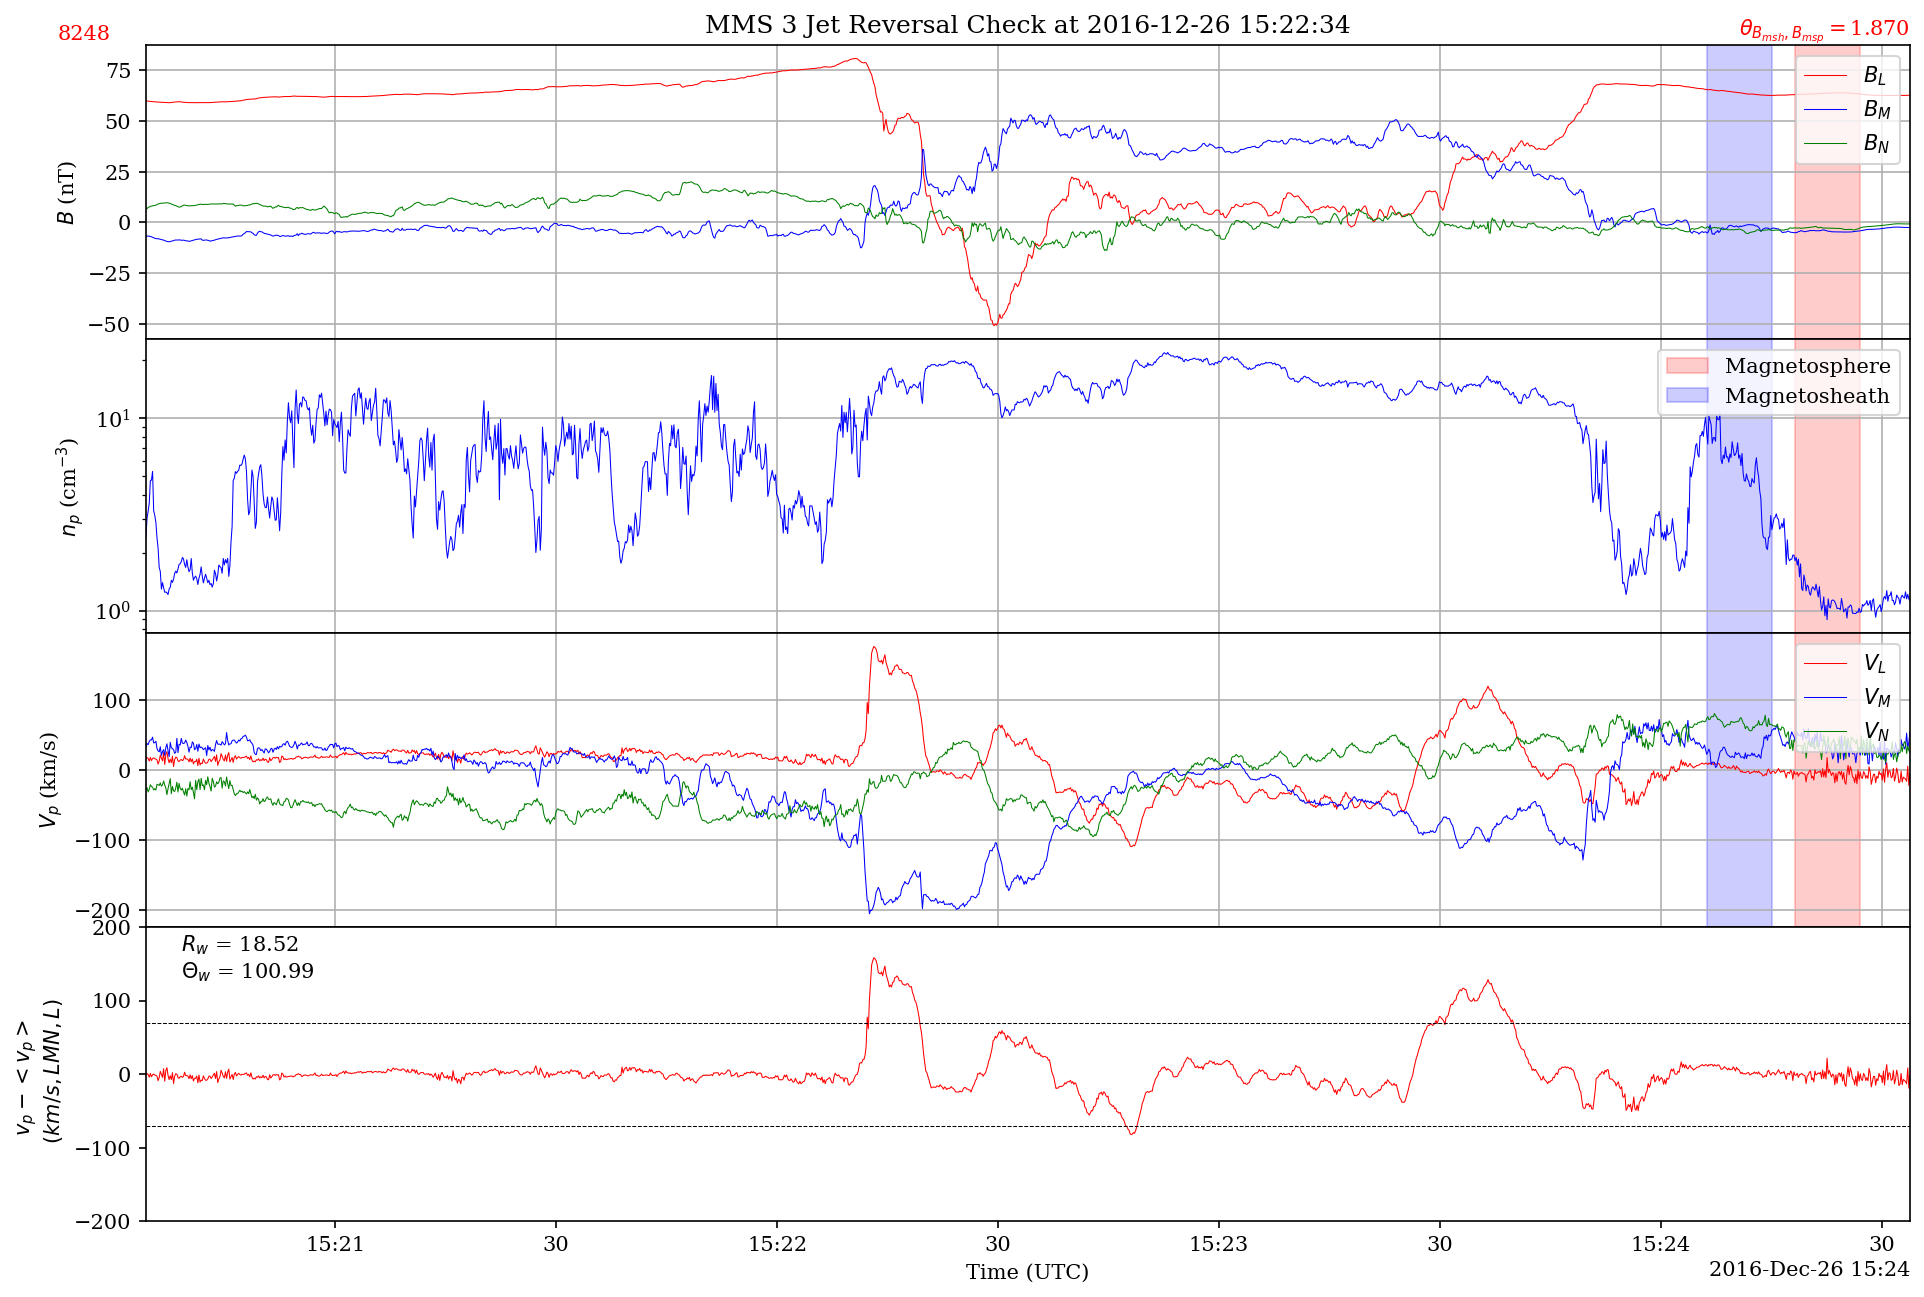 8248
MMS 3 Jet Reversal Check at 2016-12-26 15:22:34
θ_{B_{msh}, B_{msp}} = 1.870
B (nT)
75
50
25
0
−25
−50
B_L
B_M
B_N
n_p (cm⁻³)
10¹
10⁰
Magnetosphere
Magnetosheath
V_p (km/s)
100
0
−100
−200
V_L
V_M
V_N
v_p − < v_p >
(km/s, LMN, L)
200
100
0
−100
−200
R_w = 18.52
Θ_w = 100.99
15:21 30 15:22 30 15:23 30 15:24 30
Time (UTC)
2016-Dec-26 15:24